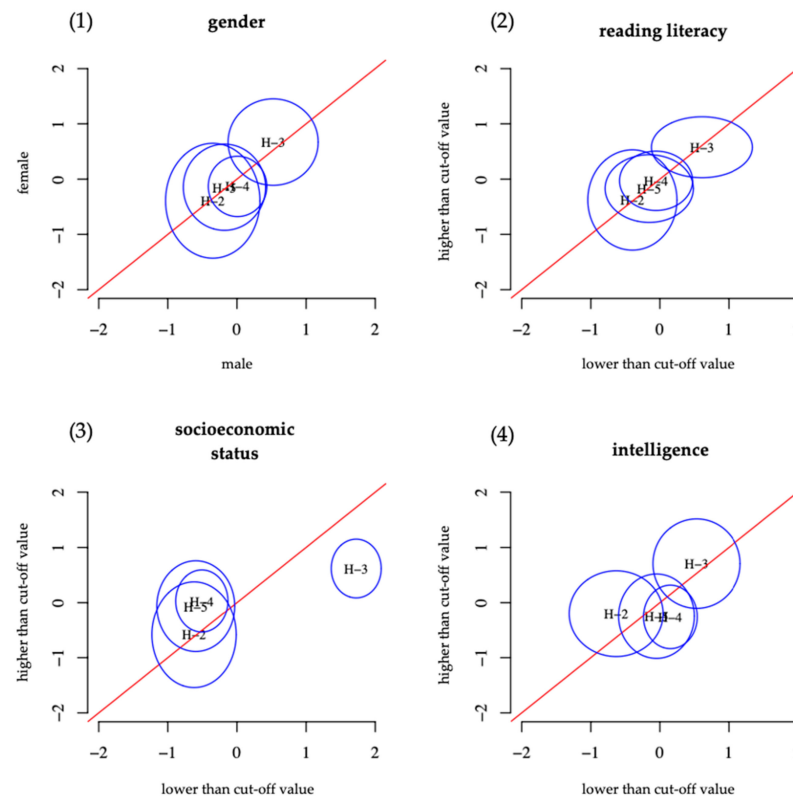 (1)
gender
female
2
1
0
−1
−2
H−3
H−4
H−2
−2
−1
0
1
2
male
(2)
reading literacy
higher than cut-off value
2
1
0
−1
−2
H−3
H−4
H−5
H−2
−2
−1
0
1
lower than cut-off value
(3)
socioeconomic
status
higher than cut-off value
2
1
0
−1
−2
H−3
H−4
H−5
H−2
−2
−1
0
1
2
lower than cut-off value
(4)
intelligence
higher than cut-off value
2
1
0
−1
−2
H−3
H−2
H−4
−2
−1
0
1
lower than cut-off value